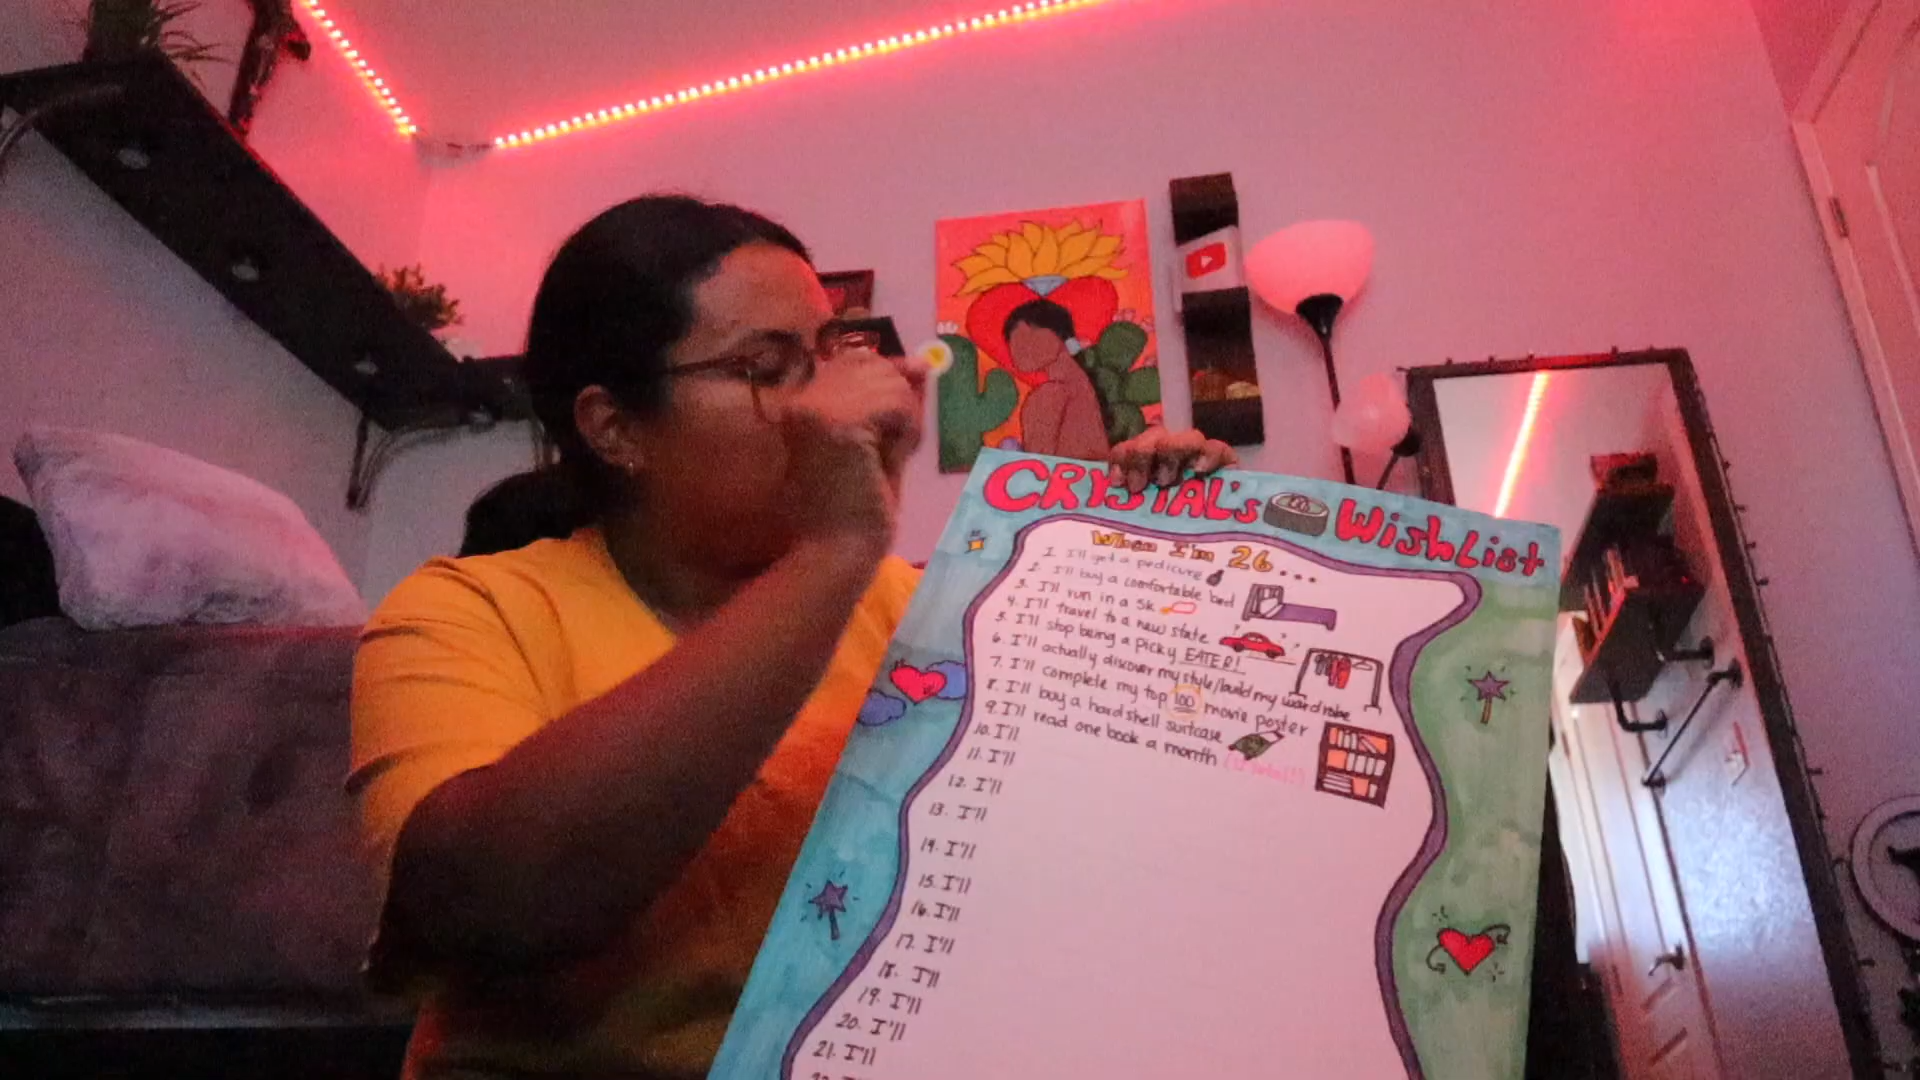 CRYSTAL'S WishList
When I'm 26...
1. I'll get a pedicure
2. I'll buy a comfortable bed
3. I'll run in a 5k
4. I'll travel to a new state
5. I'll stop being a picky EATER!
6. I'll actually discover my style/build my wardrobe
7. I'll complete my top 100 movie poster
8. I'll buy a hardshell suitcase
9. I'll read one book a month
10. I'll
11. I'll
12. I'll
13. I'll
14. I'll
15. I'll
16. I'll
17. I'll
18. I'll
19. I'll
20. I'll
21. I'll